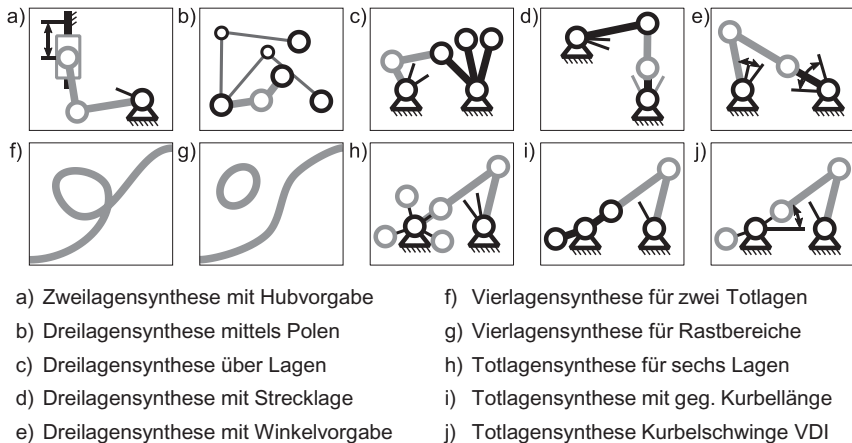 a) b) c) d) e)
f) g) h) i) j)
a) Zweilagensynthese mit Hubvorgabe
b) Dreilagensynthese mittels Polen
c) Dreilagensynthese über Lagen
d) Dreilagensynthese mit Strecklage
e) Dreilagensynthese mit Winkelvorgabe
f) Vierlagensynthese für zwei Totlagen
g) Vierlagensynthese für Rastbereiche
h) Totlagensynthese für sechs Lagen
i) Totlagensynthese mit geg. Kurbellänge
j) Totlagensynthese Kurbelschwinge VDI